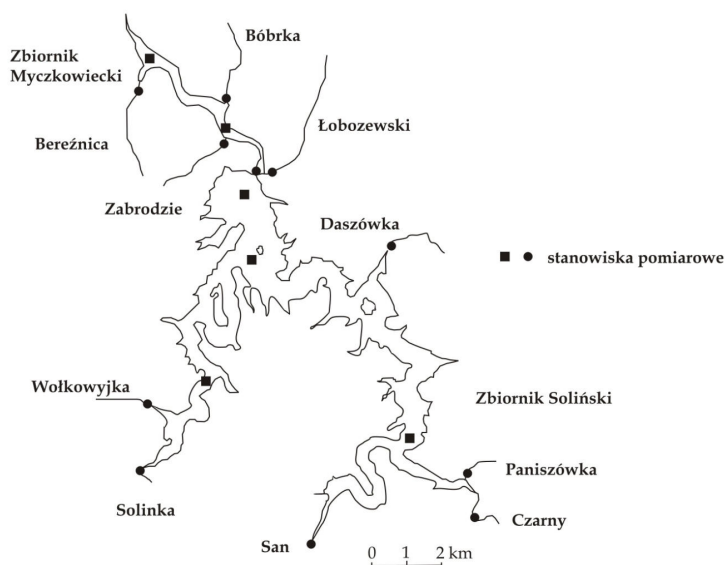 Bóbrka
Zbiornik
Myczkowiecki
Łobozewski
Bereźnica
Zabrodzie
Daszówka
stanowiska pomiarowe
Wołkowyjka
Zbiornik Soliński
Paniszówka
Solinka
Czarny
San
0 1 2 km